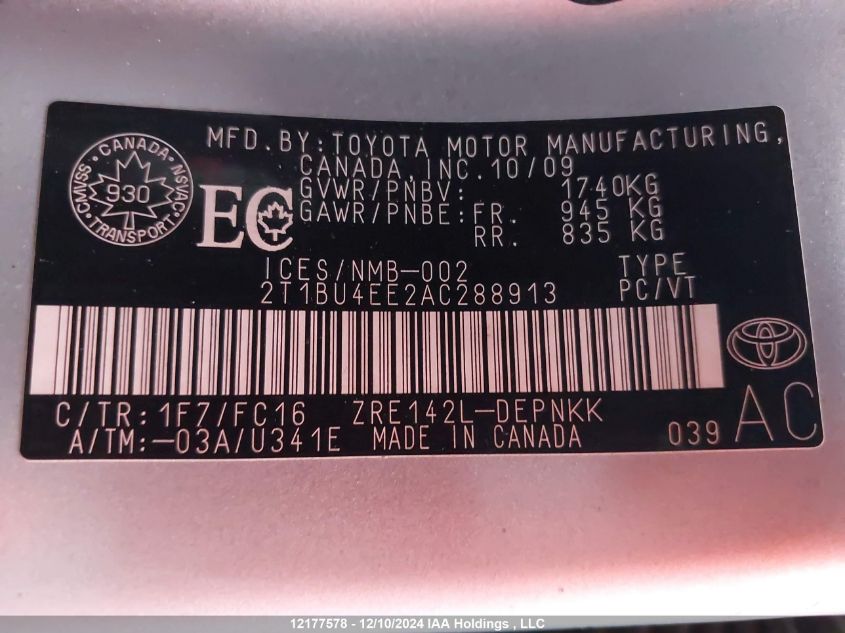 MFD.BY:TOYOTA MOTOR MANUFACTURING,
CANADA,INC.10/09
GVWR/PNBV: 1740KG
GAWR/PNBE:FR. 945 KG
RR. 835 KG
CANADA · NSVAC · TRANSPORT · CMVSS
930
EC
ICES/NMB-002 TYPE
2T1BU4EE2AC288913 PC/VT
C/TR:1F7/FC16 ZRE142L-DEPNKK
A/TM:-03A/U341E MADE IN CANADA 039 AC
12177578 - 12/10/2024 IAA Holdings , LLC